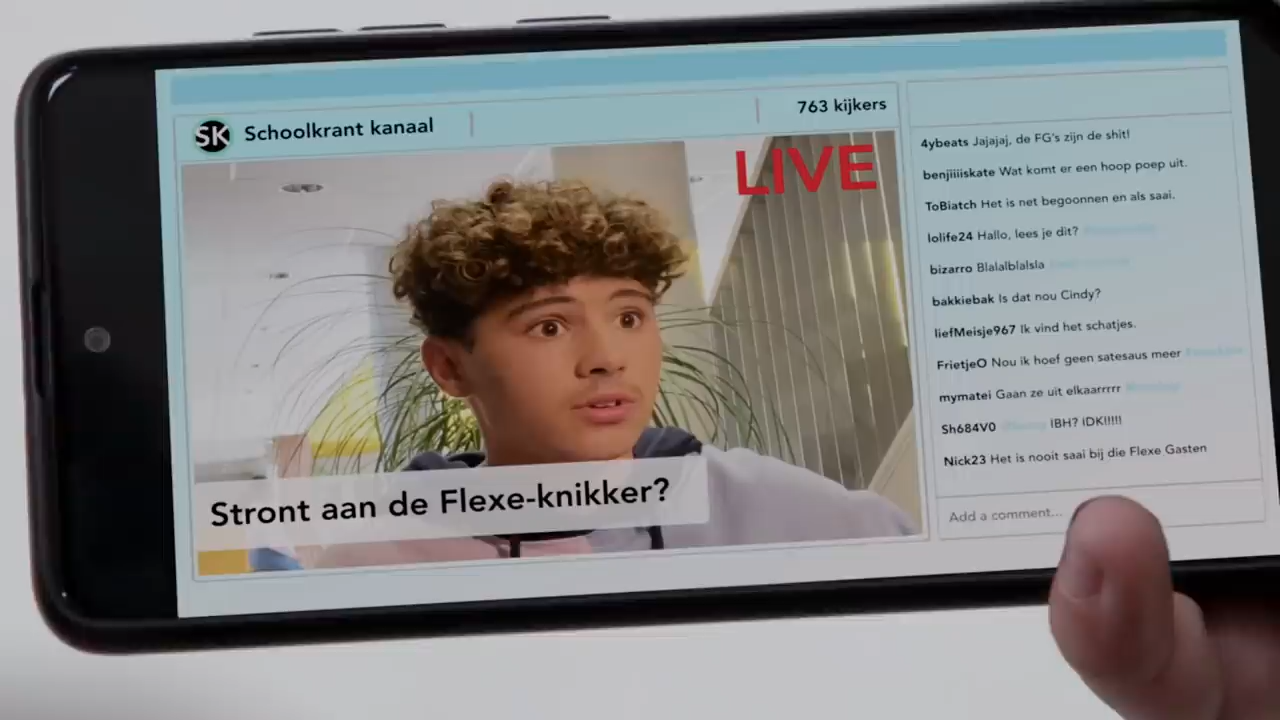 SK Schoolkrant kanaal
763 kijkers
LIVE
Stront aan de Flexe-knikker?
4ybeats Jajajaj, de FG's zijn de shit!
benjiiiiskate Wat komt er een hoop poep uit.
ToBiatch Het is net begoonnen en als saai.
lolife24 Hallo, lees je dit?
bizarro Blalalblalsla
bakkiebak Is dat nou Cindy?
liefMeisje967 Ik vind het schatjes.
FrietjeO Nou ik hoef geen satesaus meer
mymatei Gaan ze uit elkaarrrrr
Sh684V0 IBH? IDK!!!!!
Nick23 Het is nooit saai bij die Flexe Gasten
Add a comment...